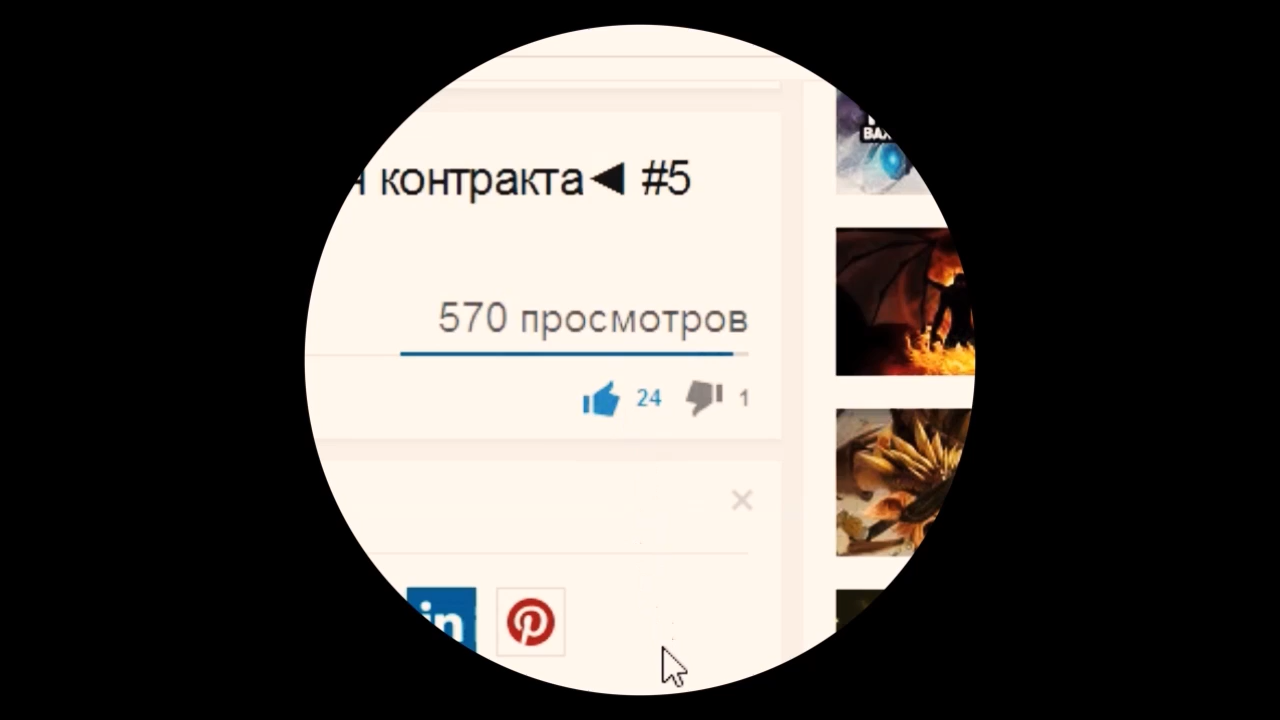 контракта◄ #5
570 просмотров
24 1
in